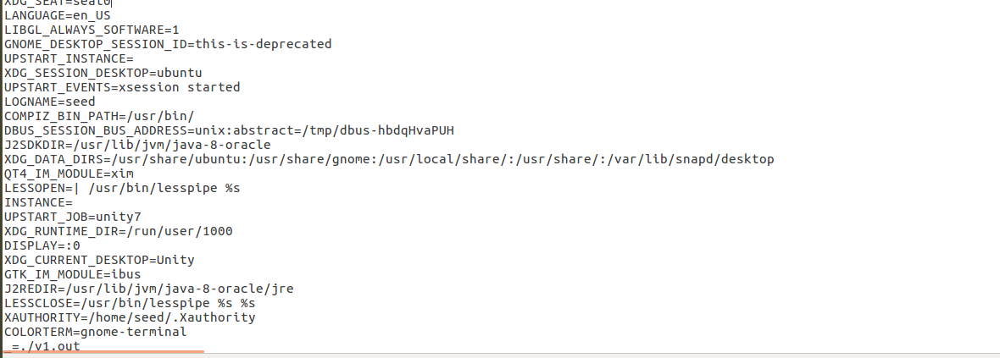 XDG_SEAT=seat0
LANGUAGE=en_US
LIBGL_ALWAYS_SOFTWARE=1
GNOME_DESKTOP_SESSION_ID=this-is-deprecated
UPSTART_INSTANCE=
XDG_SESSION_DESKTOP=ubuntu
UPSTART_EVENTS=xsession started
LOGNAME=seed
COMPIZ_BIN_PATH=/usr/bin/
DBUS_SESSION_BUS_ADDRESS=unix:abstract=/tmp/dbus-hbdqHvaPUH
J2SDKDIR=/usr/lib/jvm/java-8-oracle
XDG_DATA_DIRS=/usr/share/ubuntu:/usr/share/gnome:/usr/local/share/:/usr/share/:/var/lib/snapd/desktop
QT4_IM_MODULE=xim
LESSOPEN=| /usr/bin/lesspipe %s
INSTANCE=
UPSTART_JOB=unity7
XDG_RUNTIME_DIR=/run/user/1000
DISPLAY=:0
XDG_CURRENT_DESKTOP=Unity
GTK_IM_MODULE=ibus
J2REDIR=/usr/lib/jvm/java-8-oracle/jre
LESSCLOSE=/usr/bin/lesspipe %s %s
XAUTHORITY=/home/seed/.Xauthority
COLORTERM=gnome-terminal
_=./v1.out